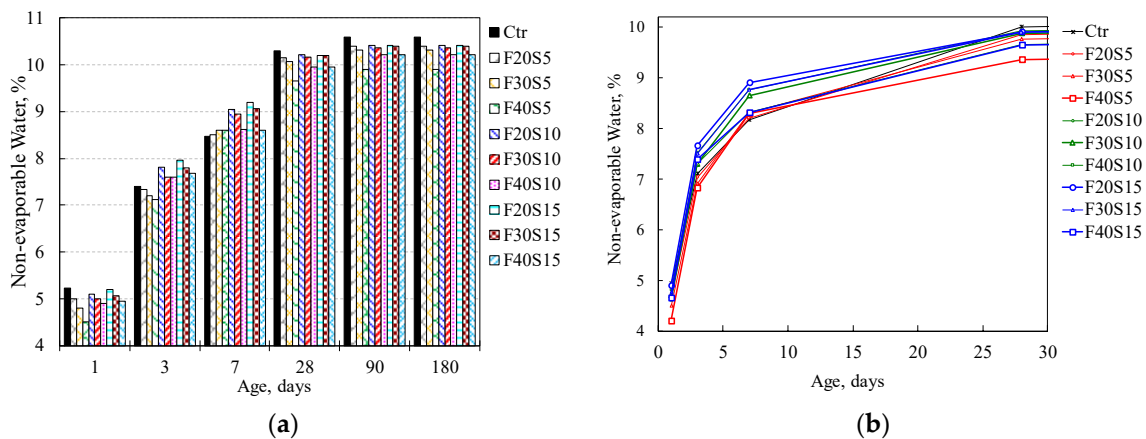 Non-evaporable Water, %
11
10
9
8
7
6
5
4
1 3 7 28 90 180
Age, days
Ctr
F20S5
F30S5
F40S5
F20S10
F30S10
F40S10
F20S15
F30S15
F40S15
(a)
Non-evaporable Water, %
10
9
8
7
6
5
4
0 5 10 15 20 25 30
Age, days
Ctr
F20S5
F30S5
F40S5
F20S10
F30S10
F40S10
F20S15
F30S15
F40S15
(b)